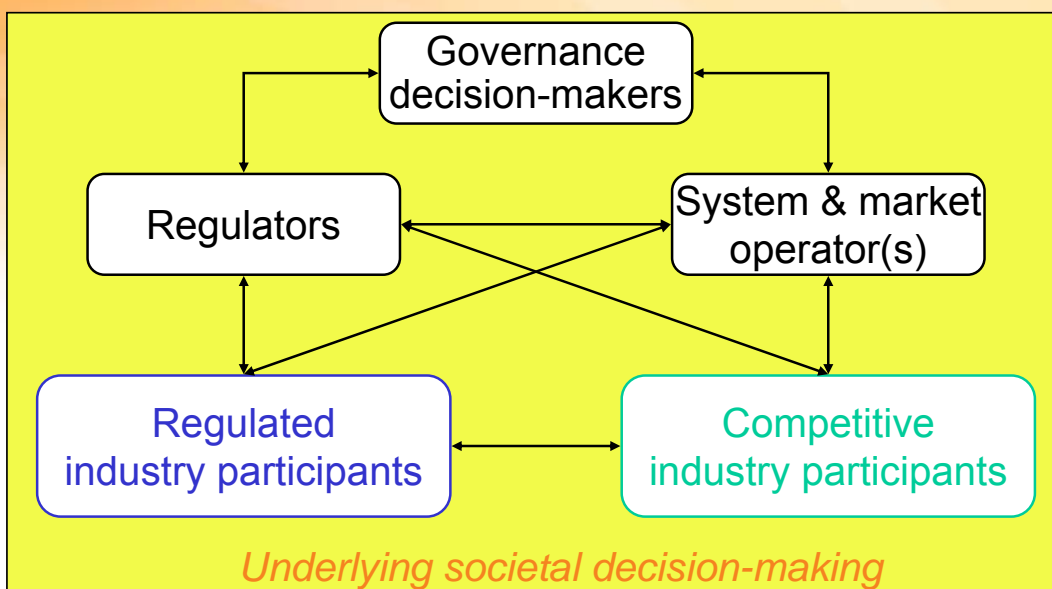 Governance
decision-makers
Regulators
System & market
operator(s)
Regulated
industry participants
Competitive
industry participants
Underlying societal decision-making